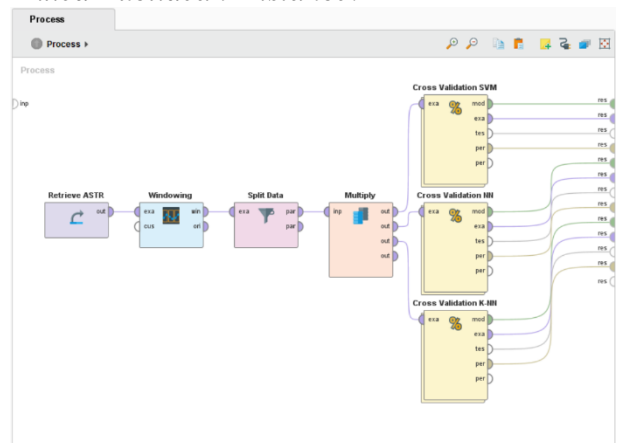 Process
Process
Process
inp
Cross Validation SVM
exa mod
exa
tes
per
per
Retrieve ASTR
out
Windowing
exa win
cus ori
Split Data
exa par
par
Multiply
inp out
out
out
out
Cross Validation NN
exa mod
exa
tes
per
per
Cross Validation K-NN
exa mod
exa
tes
per
per
res
res
res
res
res
res
res
res
res
res
res
res
res